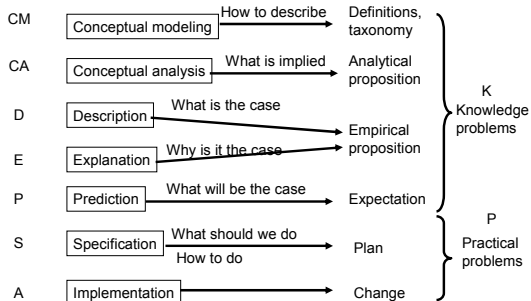 CM Conceptual modeling How to describe Definitions,
taxonomy
CA Conceptual analysis What is implied Analytical
proposition
D Description What is the case
Empirical
proposition
E Explanation Why is it the case
P Prediction What will be the case Expectation
K
Knowledge
problems
S Specification What should we do Plan
How to do
P
Practical
problems
A Implementation Change